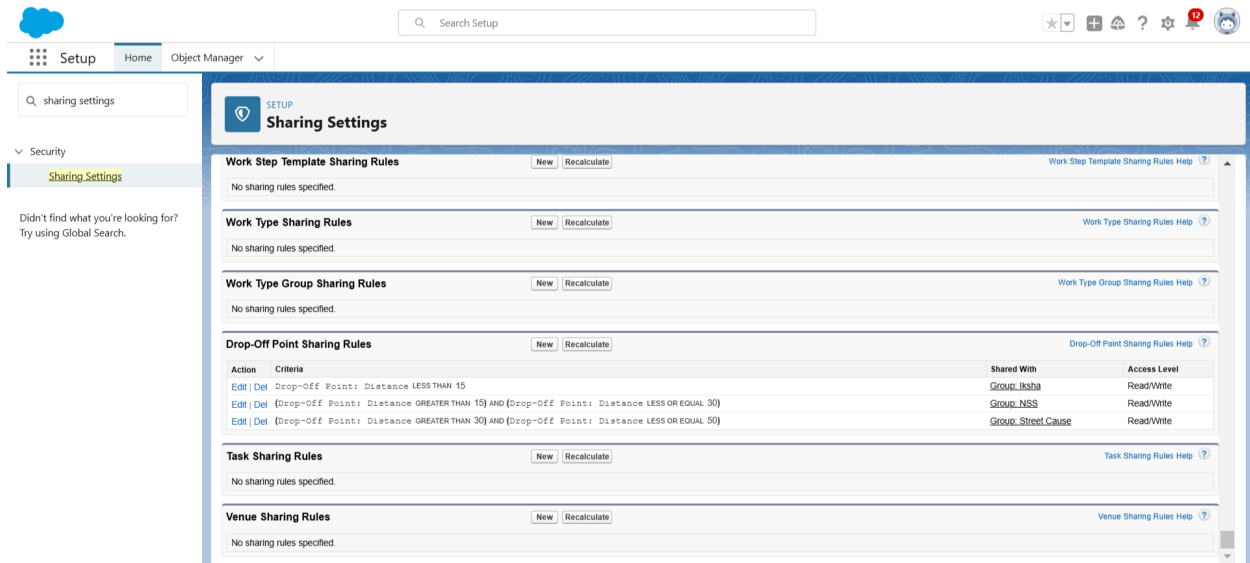 Search Setup
12
Setup
Home
Object Manager
sharing settings
Security
Sharing Settings
Didn't find what you're looking for?
Try using Global Search.
SETUP
Sharing Settings
Work Step Template Sharing Rules New Recalculate Work Step Template Sharing Rules Help ?
No sharing rules specified.
Work Type Sharing Rules New Recalculate Work Type Sharing Rules Help ?
No sharing rules specified.
Work Type Group Sharing Rules New Recalculate Work Type Group Sharing Rules Help ?
No sharing rules specified.
Drop-Off Point Sharing Rules New Recalculate Drop-Off Point Sharing Rules Help ?
Action Criteria Shared With Access Level
Edit | Del Drop-Off Point: Distance LESS THAN 15 Group: Iksha Read/Write
Edit | Del (Drop-Off Point: Distance GREATER THAN 15) AND (Drop-Off Point: Distance LESS OR EQUAL 30) Group: NSS Read/Write
Edit | Del (Drop-Off Point: Distance GREATER THAN 30) AND (Drop-Off Point: Distance LESS OR EQUAL 50) Group: Street Cause Read/Write
Task Sharing Rules New Recalculate Task Sharing Rules Help ?
No sharing rules specified.
Venue Sharing Rules New Recalculate Venue Sharing Rules Help ?
No sharing rules specified.